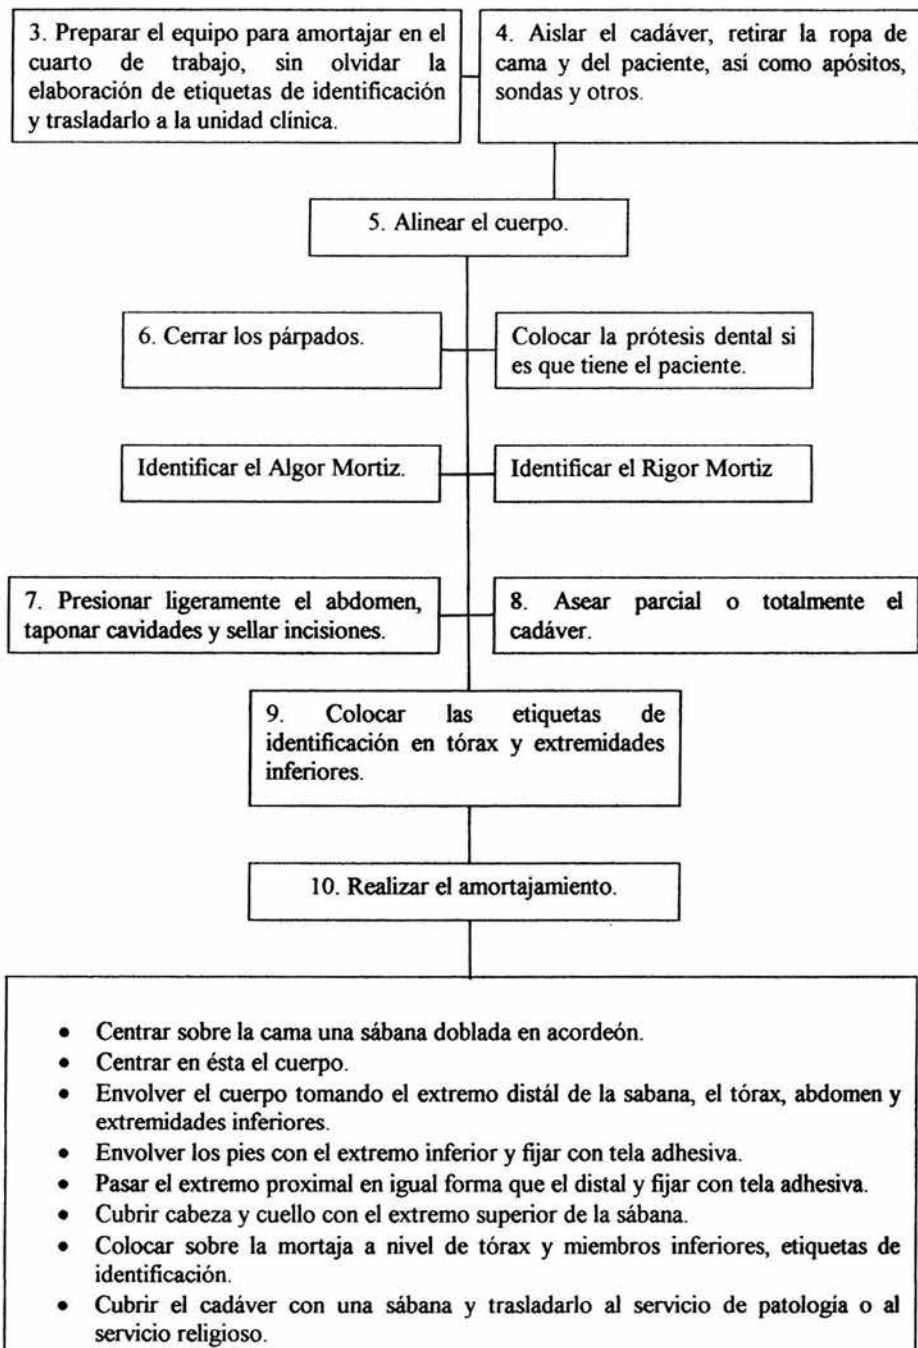 3. Preparar el equipo para amortajar en el
cuarto de trabajo, sin olvidar la
elaboración de etiquetas de identificación
y trasladarlo a la unidad clínica.
4. Aislar el cadáver, retirar la ropa de
cama y del paciente, así como apósitos,
sondas y otros.
5. Alinear el cuerpo.
6. Cerrar los párpados.
Colocar la prótesis dental si
es que tiene el paciente.
Identificar el Algor Mortiz.
Identificar el Rigor Mortiz
7. Presionar ligeramente el abdomen,
taponar cavidades y sellar incisiones.
8. Asear parcial o totalmente el
cadáver.
9. Colocar las etiquetas de
identificación en tórax y extremidades
inferiores.
10. Realizar el amortajamiento.
• Centrar sobre la cama una sábana doblada en acordeón.
• Centrar en ésta el cuerpo.
• Envolver el cuerpo tomando el extremo distál de la sabana, el tórax, abdomen y
extremidades inferiores.
• Envolver los pies con el extremo inferior y fijar con tela adhesiva.
• Pasar el extremo proximal en igual forma que el distal y fijar con tela adhesiva.
• Cubrir cabeza y cuello con el extremo superior de la sábana.
• Colocar sobre la mortaja a nivel de tórax y miembros inferiores, etiquetas de
identificación.
• Cubrir el cadáver con una sábana y trasladarlo al servicio de patología o al
servicio religioso.